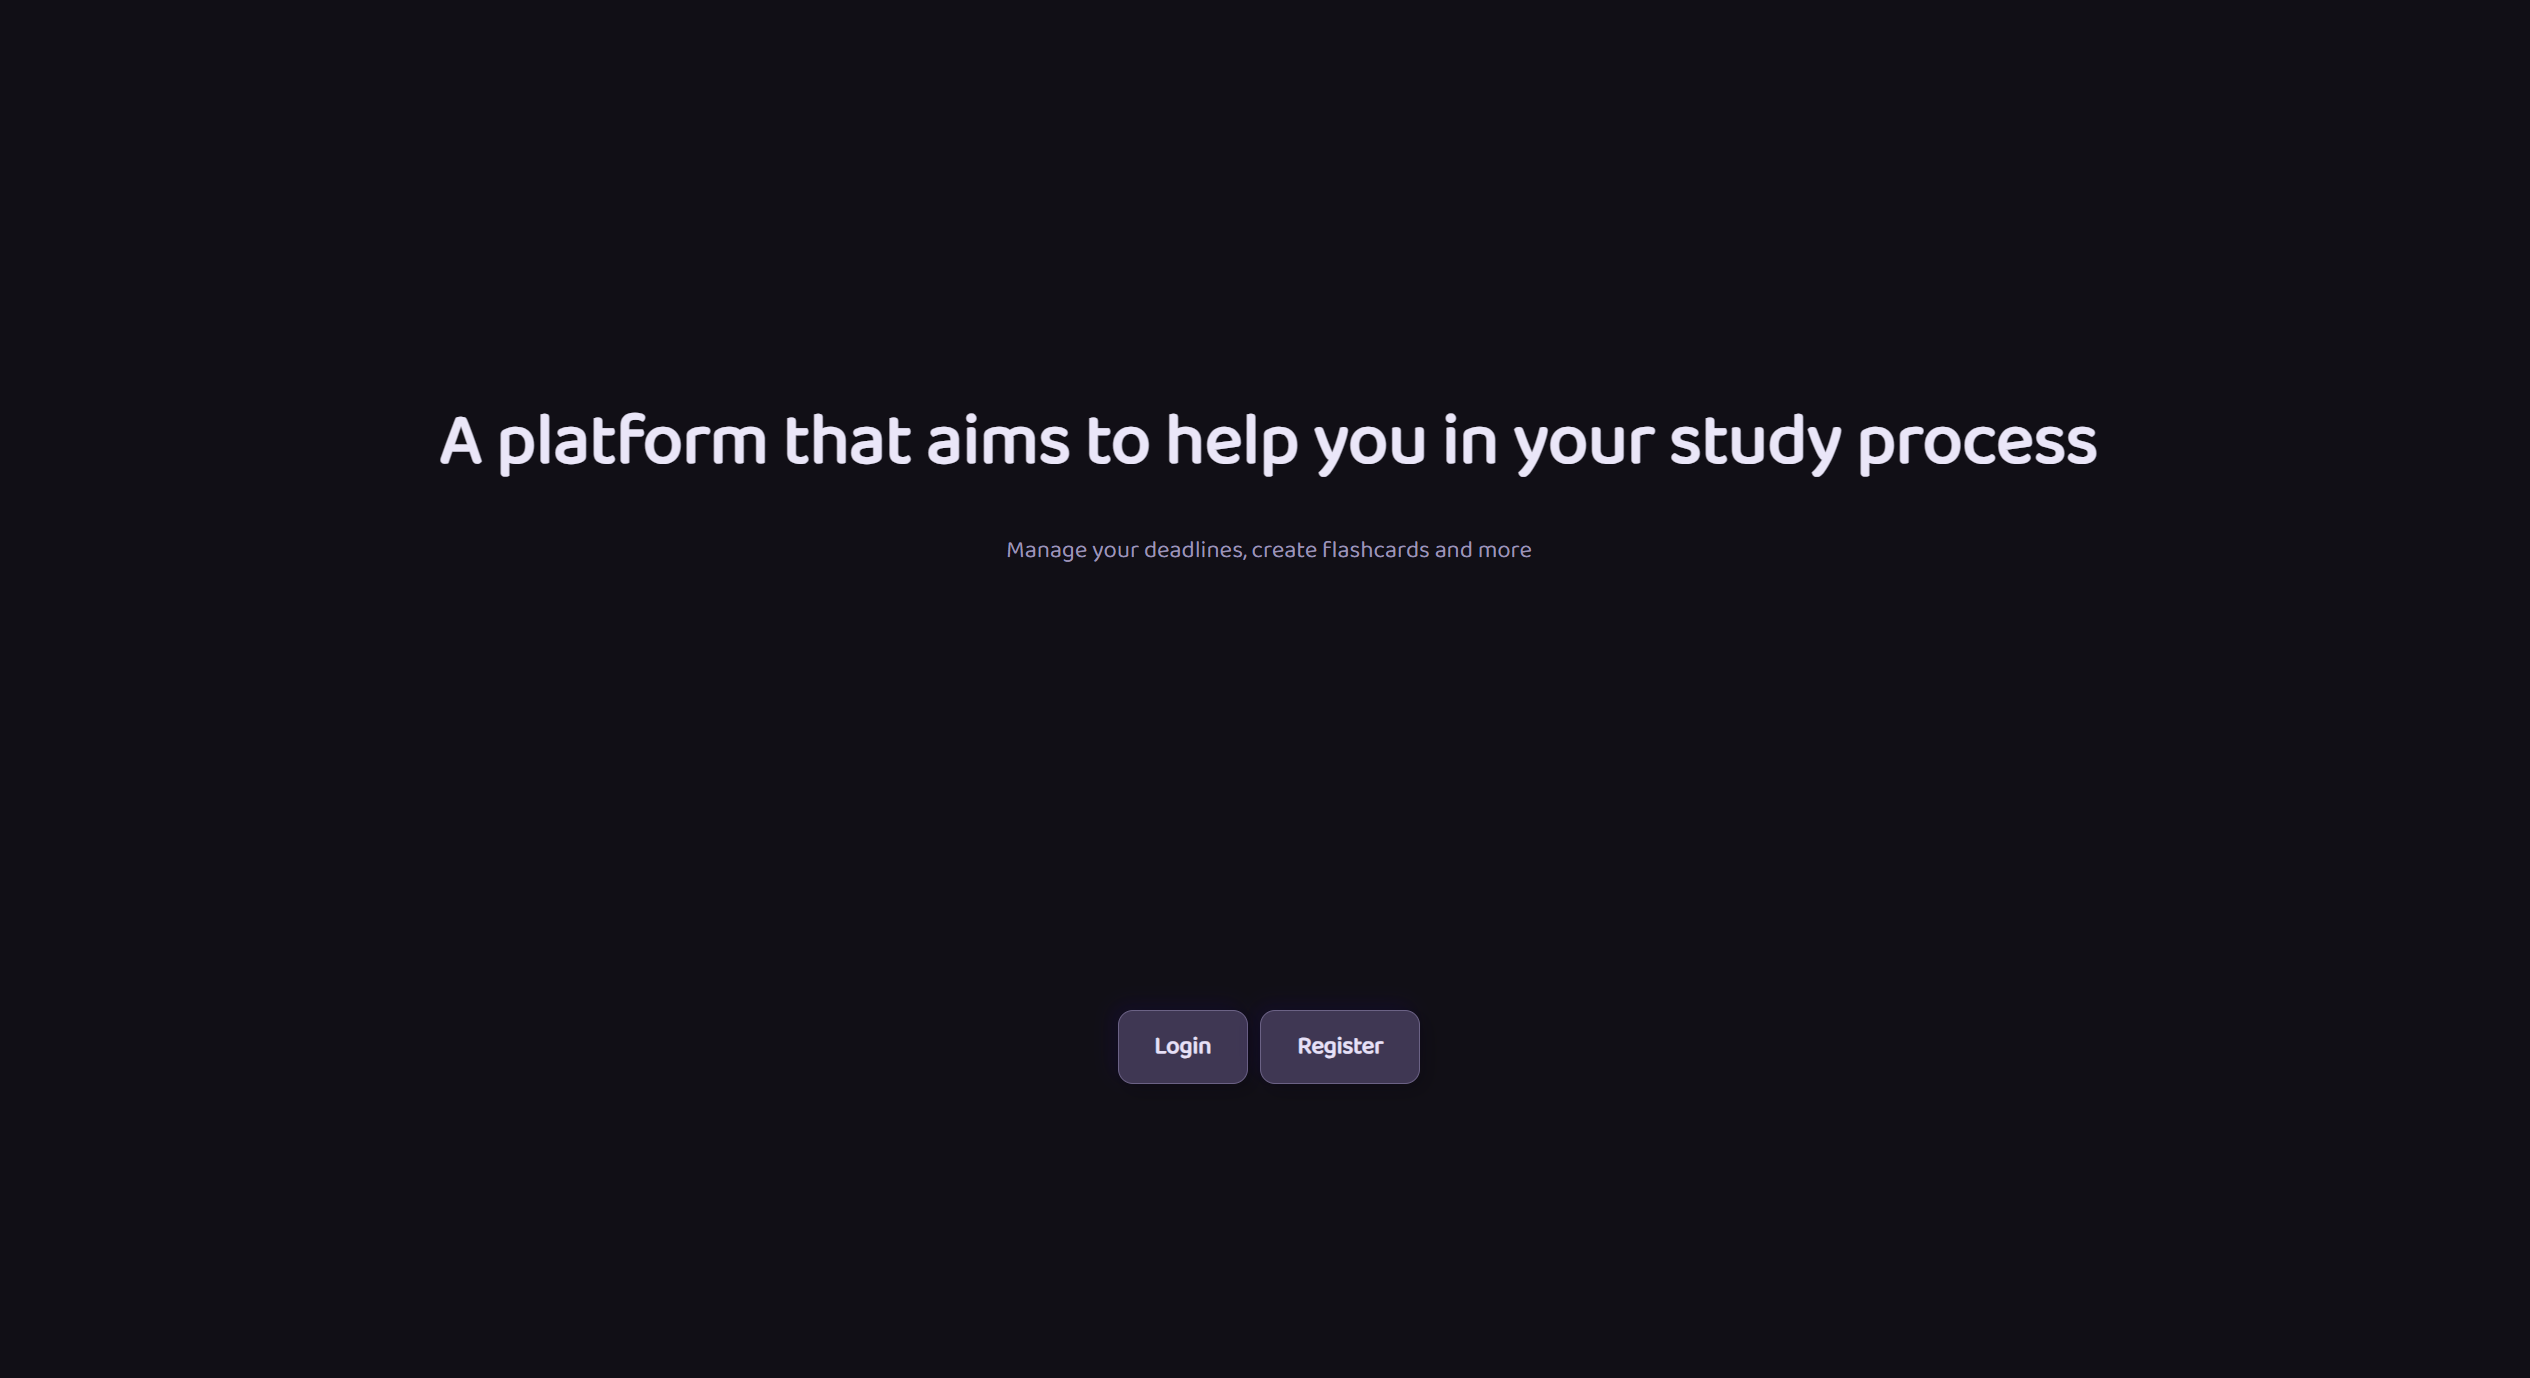 A platform that aims to help you in your study process
Manage your deadlines, create flashcards and more
Login
Register